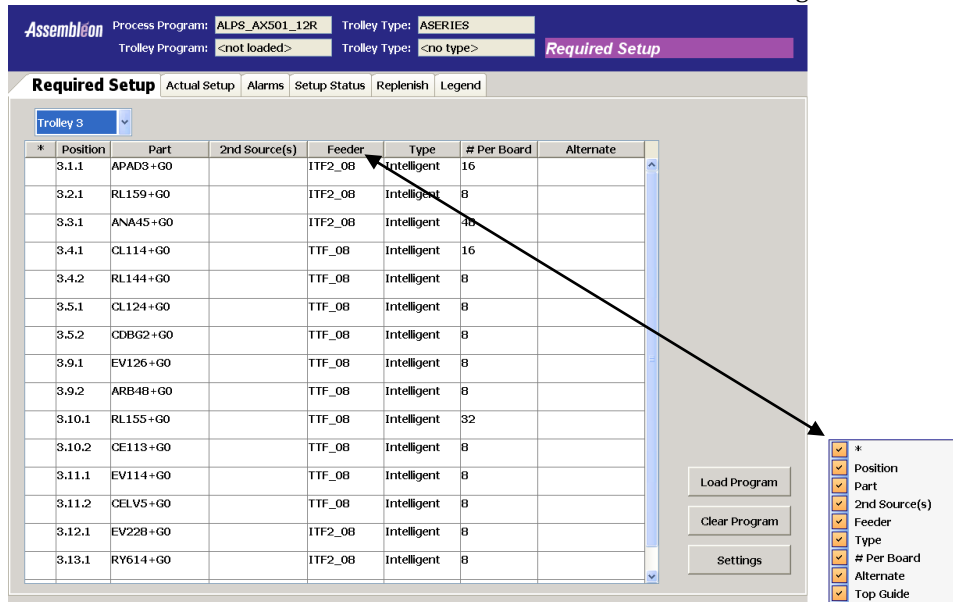 Assembléon Process Program: ALPS_AX501_12R Trolley Type: ASERIES
Trolley Program: <not loaded> Trolley Type: <no type> Required Setup
Required Setup Actual Setup Alarms Setup Status Replenish Legend
Trolley 3
* Position Part 2nd Source(s) Feeder Type # Per Board Alternate
3.1.1 APAD3+G0 ITF2_08 Intelligent 16
3.2.1 RL159+G0 ITF2_08 Intelligent 8
3.3.1 ANA45+G0 ITF2_08 Intelligent 48
3.4.1 CL114+G0 TTF_08 Intelligent 16
3.4.2 RL144+G0 TTF_08 Intelligent 8
3.5.1 CL124+G0 TTF_08 Intelligent 8
3.5.2 CDBG2+G0 TTF_08 Intelligent 8
3.9.1 EV126+G0 TTF_08 Intelligent 8
3.9.2 ARB48+G0 TTF_08 Intelligent 8
3.10.1 RL155+G0 TTF_08 Intelligent 32
3.10.2 CE113+G0 TTF_08 Intelligent 8
3.11.1 EV114+G0 TTF_08 Intelligent 8
3.11.2 CELV5+G0 TTF_08 Intelligent 8
3.12.1 EV228+G0 ITF2_08 Intelligent 8
3.13.1 RY614+G0 ITF2_08 Intelligent 8
Load Program
Clear Program
Settings
*
Position
Part
2nd Source(s)
Feeder
Type
# Per Board
Alternate
Top Guide